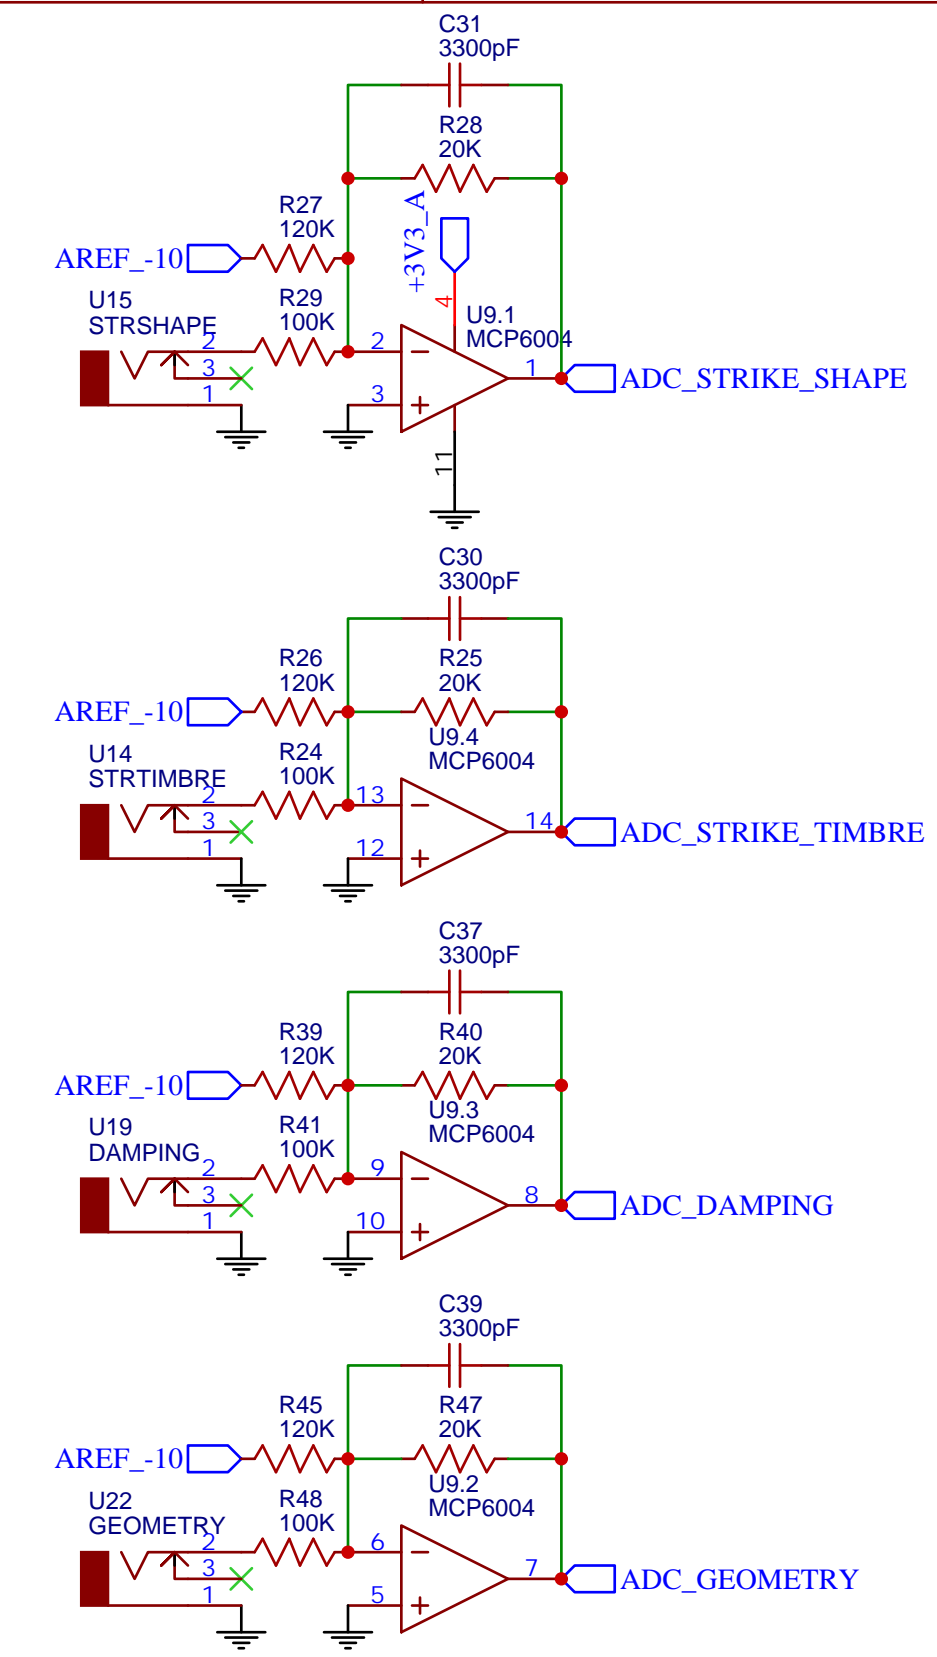 C31
3300pF
R28
20K
+3V3_A
R27
120K
AREF_-10
U15
STRSHAPE
R29
100K
2
3
1
4
U9.1
MCP6004
2
3
1
11
ADC_STRIKE_SHAPE
C30
3300pF
R26
120K
R25
20K
AREF_-10
U9.4
MCP6004
U14
STRTIMBRE
R24
100K
2
3
1
13
12
14
ADC_STRIKE_TIMBRE
C37
3300pF
R39
120K
R40
20K
AREF_-10
U9.3
MCP6004
U19
DAMPING
R41
100K
2
3
1
9
10
8
ADC_DAMPING
C39
3300pF
R45
120K
R47
20K
AREF_-10
U9.2
MCP6004
U22
GEOMETRY
R48
100K
2
3
1
6
5
7
ADC_GEOMETRY